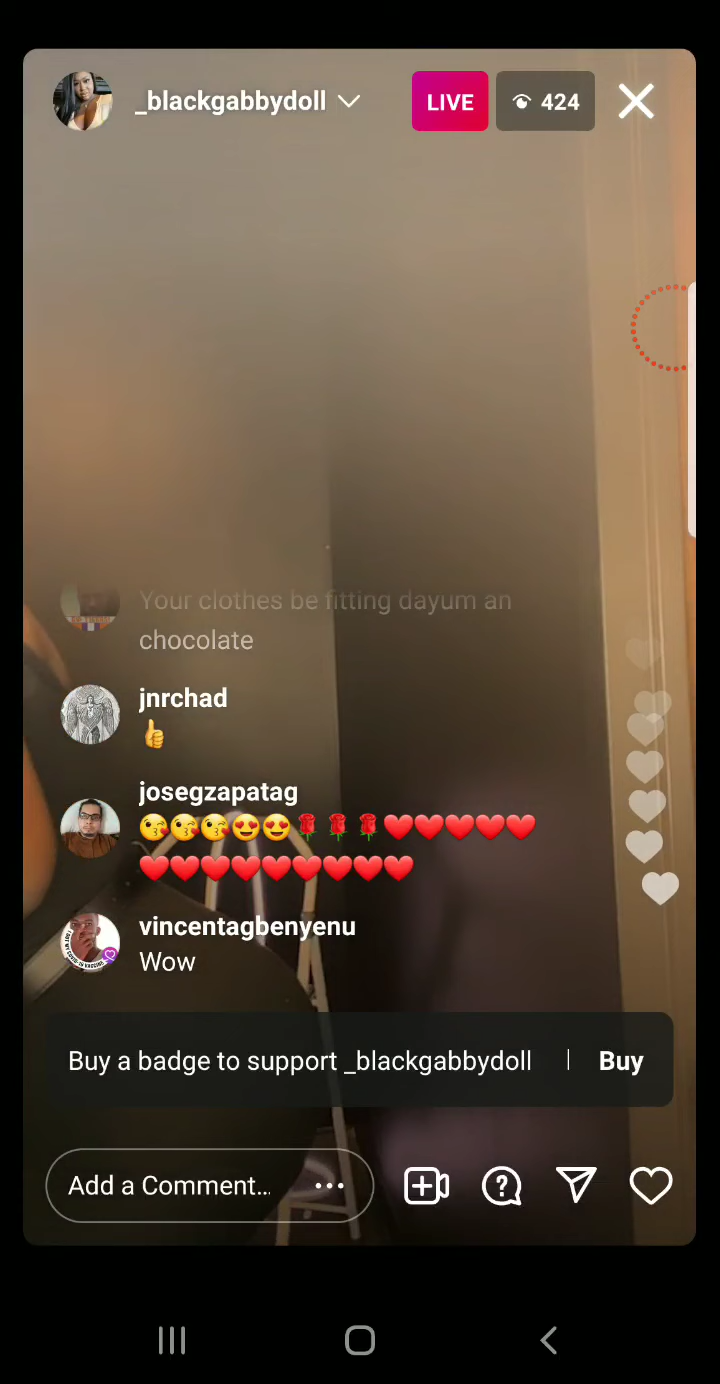 _blackgabbydoll
LIVE
424
Your clothes be fitting dayum an
chocolate
jnrchad
👍
josegzapatag
😘😘😘😍😍🌹🌹🌹❤️❤️❤️❤️❤️
❤️❤️❤️❤️❤️❤️❤️❤️❤️
vincentagbenyenu
Wow
Buy a badge to support _blackgabbydoll | Buy
Add a Comment...